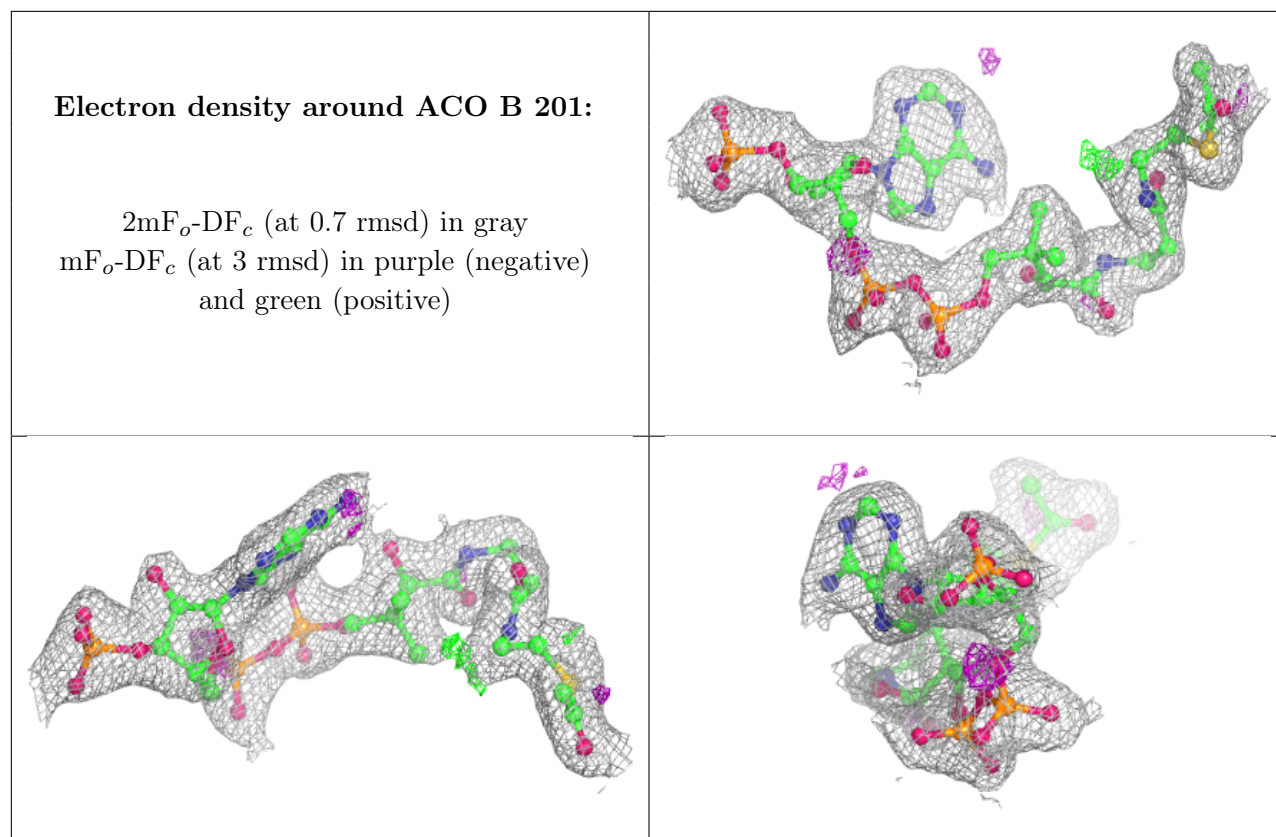 Electron density around ACO B 201:
2mFₒ-DF𝒸 (at 0.7 rmsd) in gray
mFₒ-DF𝒸 (at 3 rmsd) in purple (negative)
and green (positive)